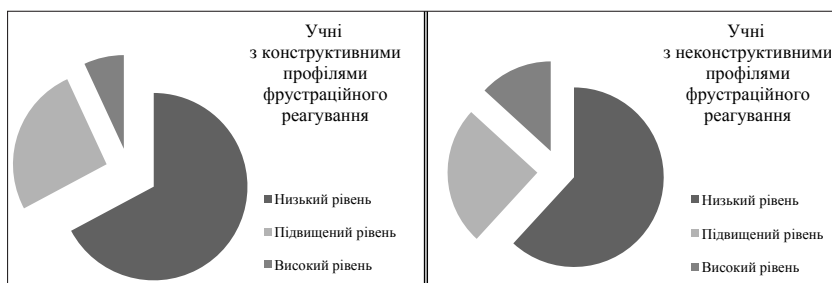 Учні
з конструктивними
профілями
фрустраційного
реагування
Низький рівень
Підвищений рівень
Високий рівень
Учні
з неконструктивними
профілями
фрустраційного
реагування
Низький рівень
Підвищений рівень
Високий рівень